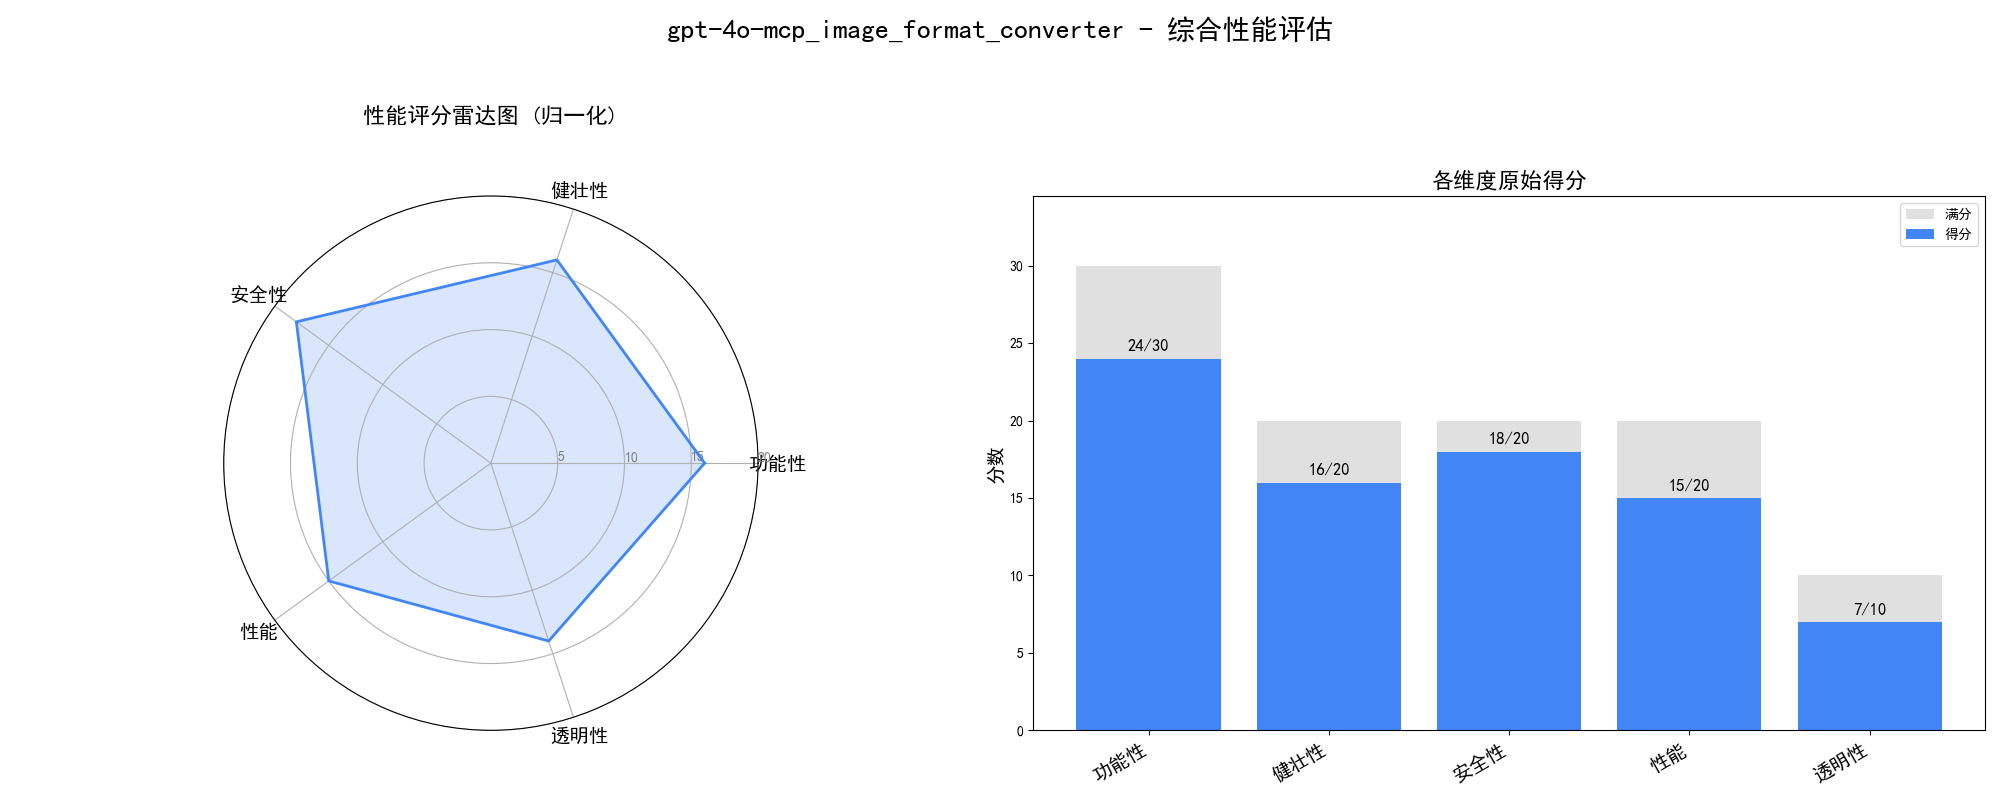 gpt-4o-mcp_image_format_converter - 综合性能评估
性能评分雷达图 (归一化)
健壮性
安全性
功能性
性能
透明性
5
10
15
20
各维度原始得分
满分
得分
分数
30
25
20
15
10
5
0
24/30
16/20
18/20
15/20
7/10
功能性
健壮性
安全性
性能
透明性